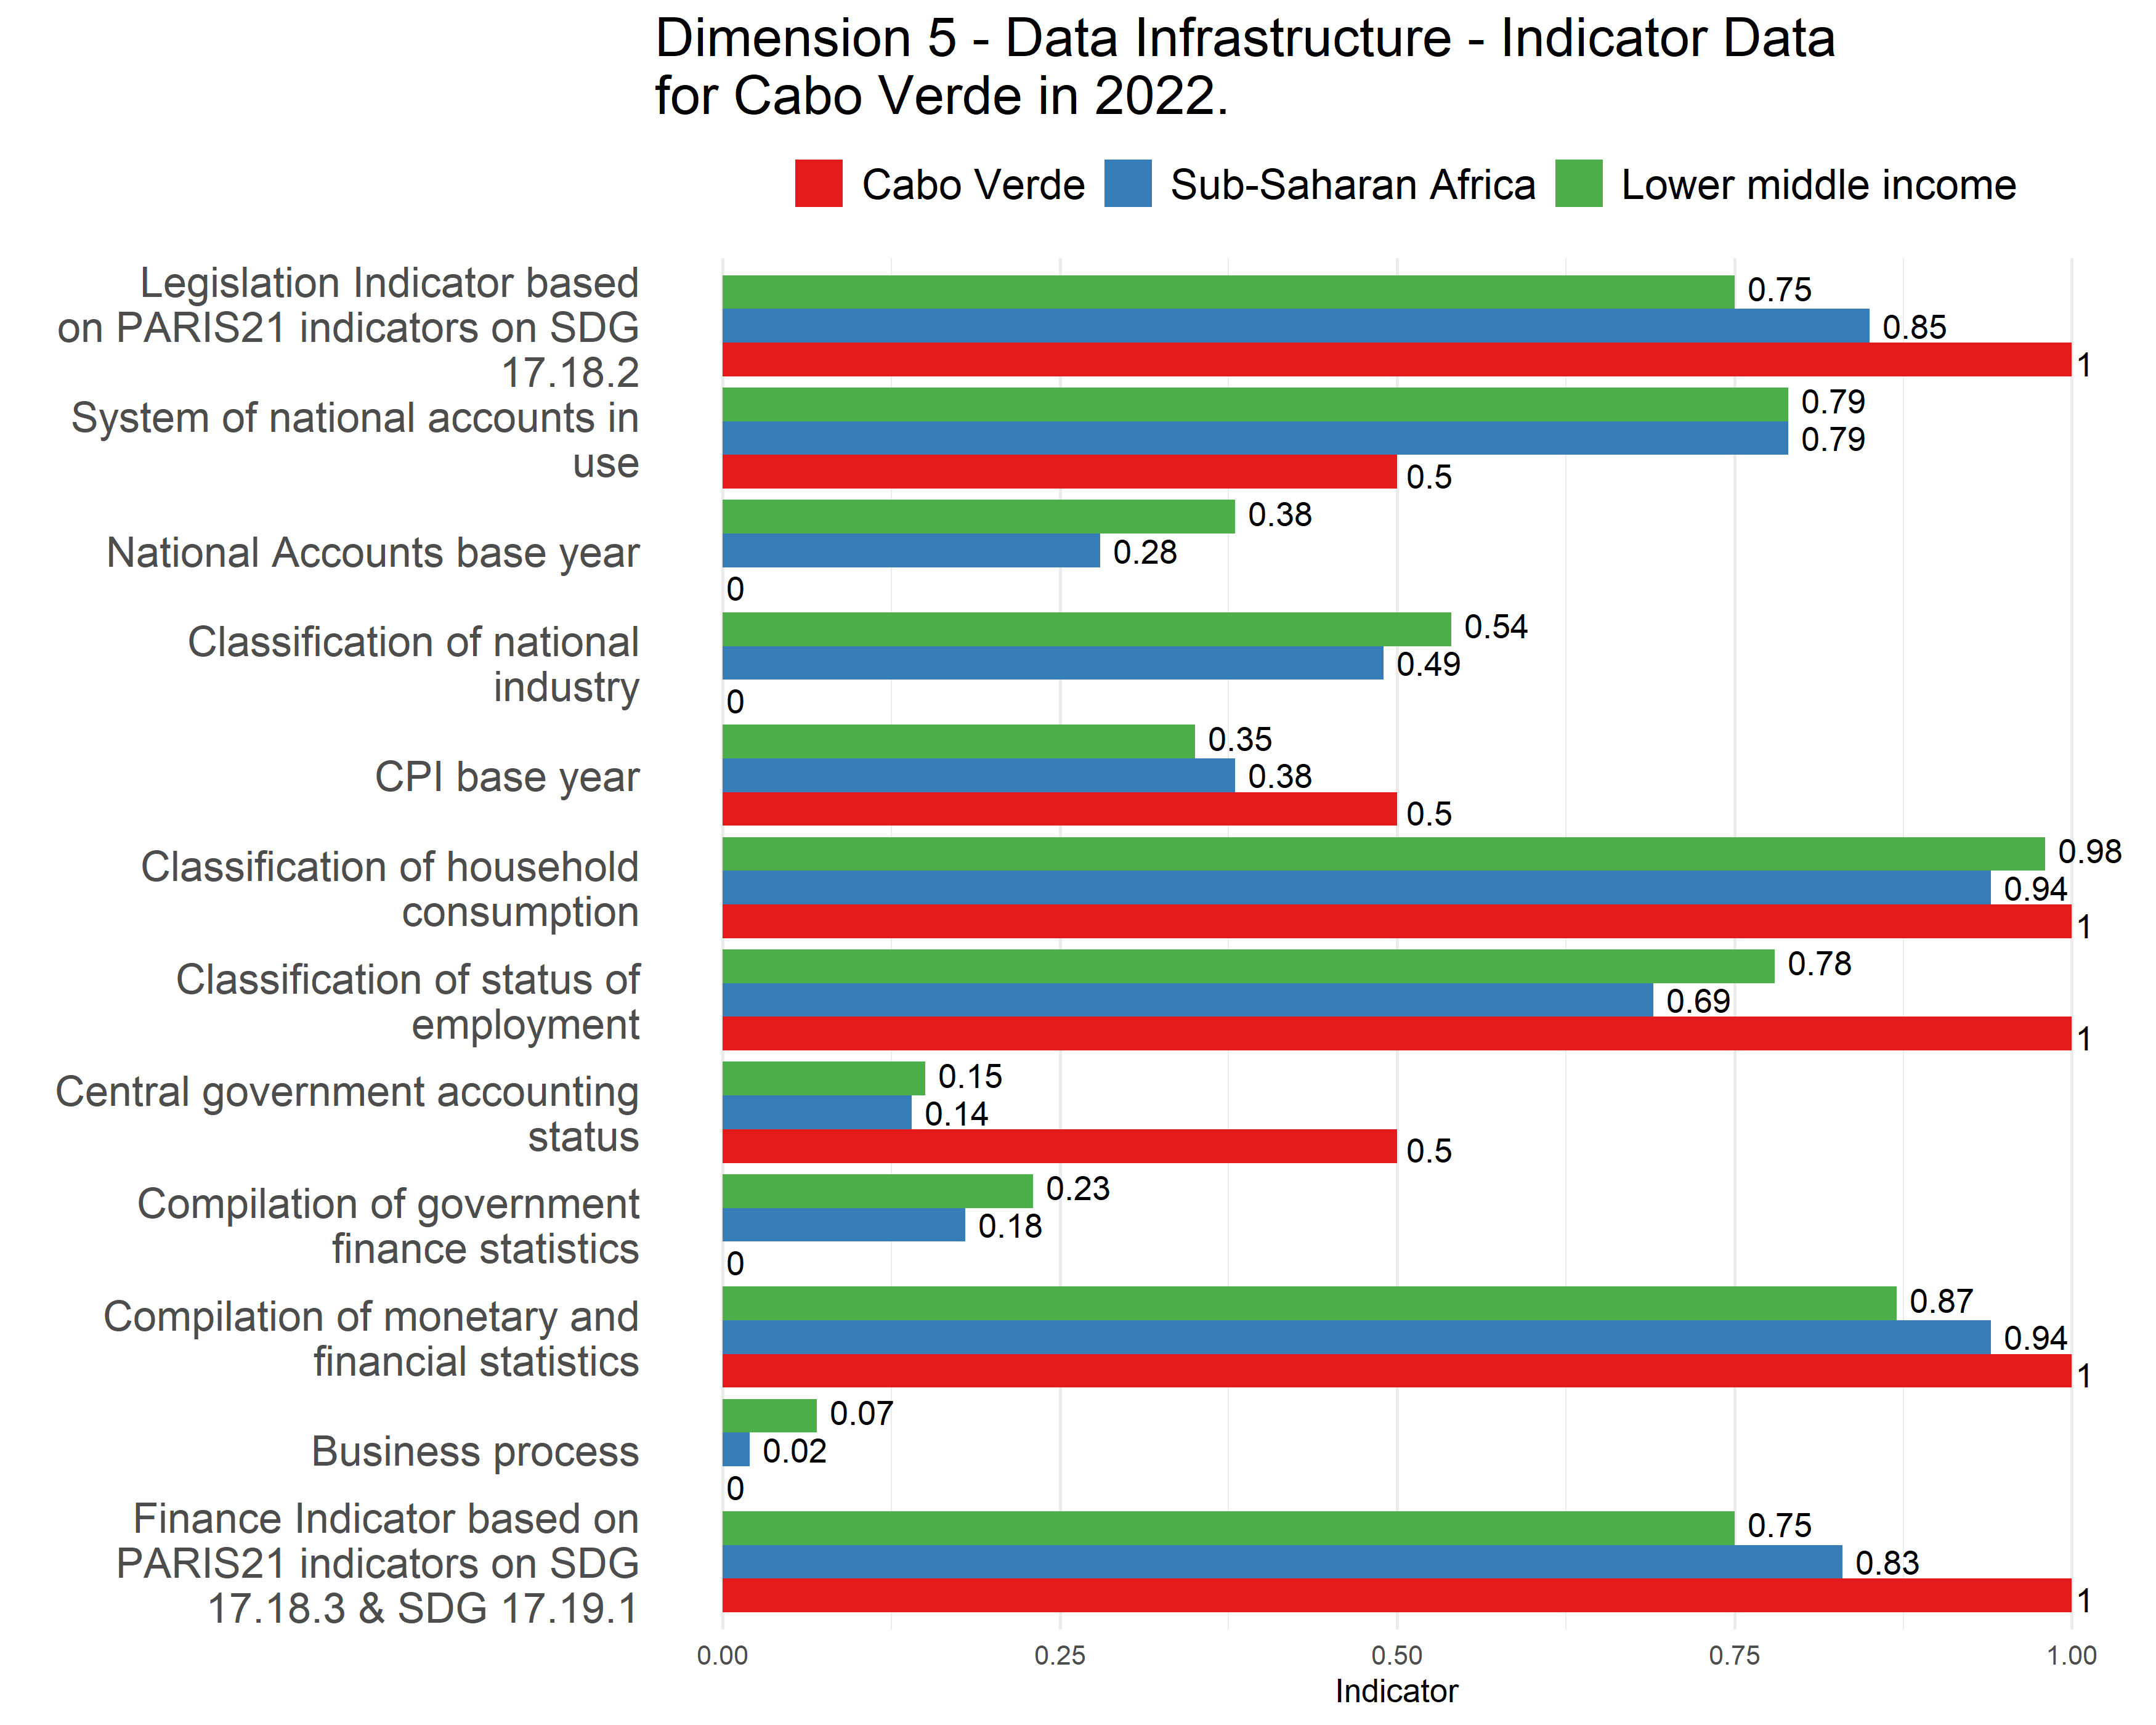 Dimension 5 - Data Infrastructure - Indicator Data
for Cabo Verde in 2022.
Cabo Verde
Sub-Saharan Africa
Lower middle income
Legislation Indicator based
on PARIS21 indicators on SDG
17.18.2
0.75
0.85
1
System of national accounts in
use
0.79
0.79
0.5
National Accounts base year
0.38
0.28
0
Classification of national
industry
0.54
0.49
0
CPI base year
0.35
0.38
0.5
Classification of household
consumption
0.98
0.94
1
Classification of status of
employment
0.78
0.69
1
Central government accounting
status
0.15
0.14
0.5
Compilation of government
finance statistics
0.23
0.18
0
Compilation of monetary and
financial statistics
0.87
0.94
1
Business process
0.07
0.02
0
Finance Indicator based on
PARIS21 indicators on SDG
17.18.3 & SDG 17.19.1
0.75
0.83
1
0.00
0.25
0.50
0.75
1.00
Indicator